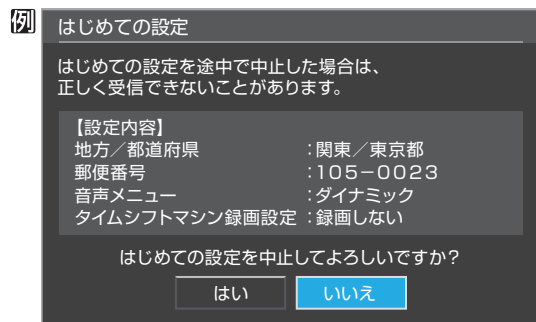 例
はじめての設定
はじめての設定を途中で中止した場合は、
正しく受信できないことがあります。
【設定内容】
地方／都道府県　：関東／東京都
郵便番号　：１０５−００２３
音声メニュー　：ダイナミック
タイムシフトマシン録画設定：録画しない
はじめての設定を中止してよろしいですか？
はい　いいえ